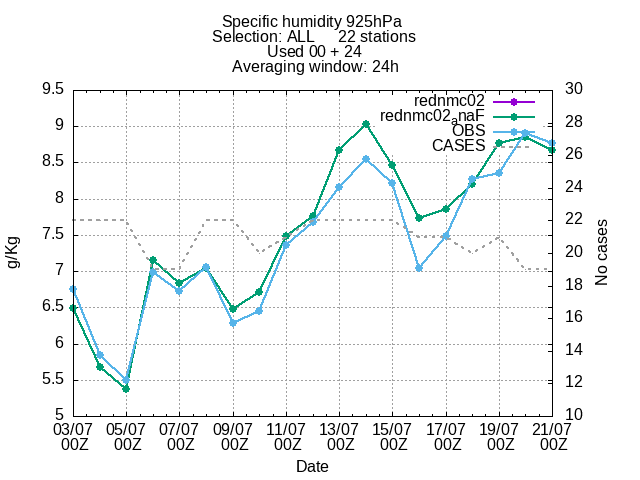 Specific humidity 925hPa
Selection: ALL 22 stations
Used 00 + 24
Averaging window: 24h
rednmc02
rednmc02_anaF
OBS
CASES
9.5
9
8.5
8
7.5
7
6.5
6
5.5
5
g/Kg
30
28
26
24
22
20
18
16
14
12
10
No cases
03/07 05/07 07/07 09/07 11/07 13/07 15/07 17/07 19/07 21/07
00Z 00Z 00Z 00Z 00Z 00Z 00Z 00Z 00Z 00Z
Date